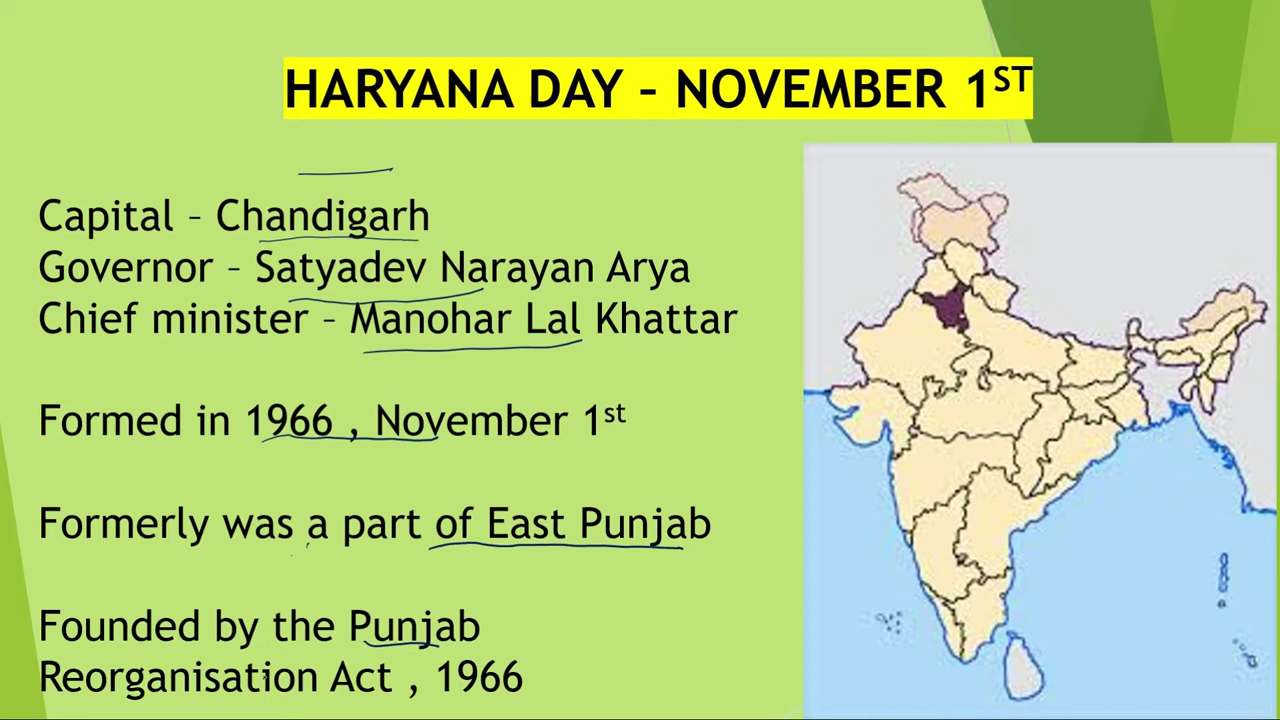 HARYANA DAY – NOVEMBER 1ST
Capital – Chandigarh
Governor – Satyadev Narayan Arya
Chief minister – Manohar Lal Khattar
Formed in 1966 , November 1st
Formerly was a part of East Punjab
Founded by the Punjab
Reorganisation Act , 1966